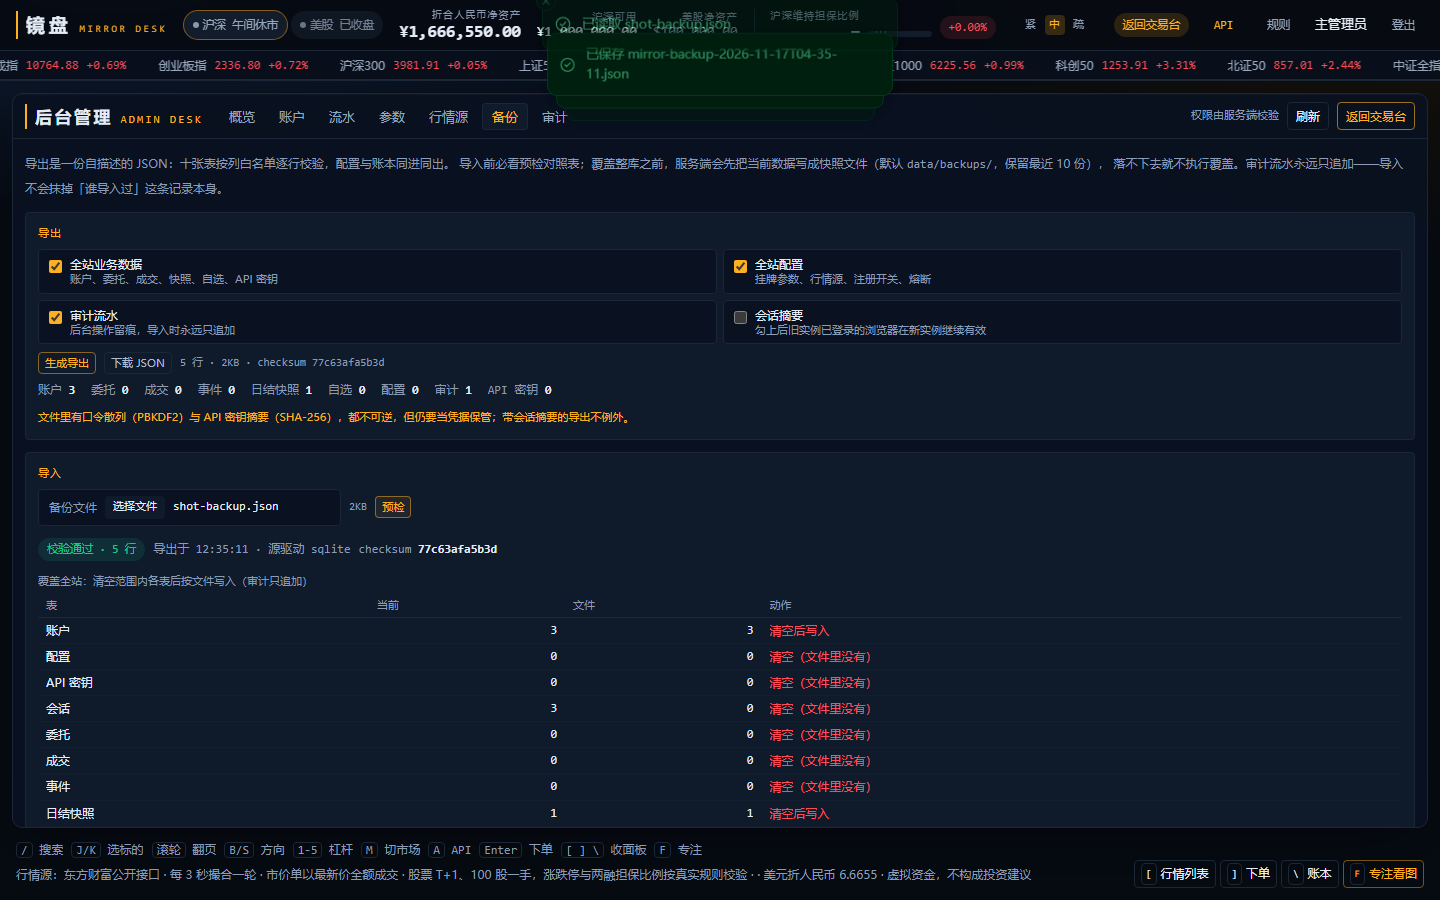 镜盘 MIRROR DESK 沪深 午间休市 美股 已收盘 折合人民币净资产 ¥1,666,550.00 沪深可用 美股净资产 沪深维持担保比例 +0.00% 紧 中 疏 返回交易台 API 规则 主管理员 登出
已读取 shot-backup.json
已保存 mirror-backup-2026-11-17T04-35-11.json
成指 10764.88 +0.69% 创业板指 2336.80 +0.72% 沪深300 3981.91 +0.05% 上证5 1000 6225.56 +0.99% 科创50 1253.91 +3.31% 北证50 857.01 +2.44% 中证全指
后台管理 ADMIN DESK 概览 账户 流水 参数 行情源 备份 审计 权限由服务端校验 刷新 返回交易台
导出是一份自描述的 JSON：十张表按列白名单逐行校验，配置与账本同进同出。 导入前必看预检对照表；覆盖整库之前，服务端会先把当前数据写成快照文件（默认 data/backups/，保留最近 10 份）， 落不下去就不执行覆盖。审计流水永远只追加——导入
不会抹掉「谁导入过」这条记录本身。
导出
全站业务数据
账户、委托、成交、快照、自选、API 密钥
全站配置
挂牌参数、行情源、注册开关、熔断
审计流水
后台操作留痕，导入时永远只追加
会话摘要
勾上后旧实例已登录的浏览器在新实例继续有效
生成导出 下载 JSON 5 行 · 2KB · checksum 77c63afa5b3d
账户 3 委托 0 成交 0 事件 0 日结快照 1 自选 0 配置 0 审计 1 API 密钥 0
文件里有口令散列（PBKDF2）与 API 密钥摘要（SHA-256），都不可逆，但仍要当凭据保管；带会话摘要的导出不例外。
导入
备份文件 选择文件 shot-backup.json 2KB 预检
校验通过 · 5 行 导出于 12:35:11 · 源驱动 sqlite checksum 77c63afa5b3d
覆盖全站：清空范围内各表后按文件写入（审计只追加）
表 当前 文件 动作
账户 3 3 清空后写入
配置 0 0 清空（文件里没有）
API 密钥 0 0 清空（文件里没有）
会话 3 0 清空（文件里没有）
委托 0 0 清空（文件里没有）
成交 0 0 清空（文件里没有）
事件 0 0 清空（文件里没有）
日结快照 1 1 清空后写入
/ 搜索 J/K 选标的 滚轮 翻页 B/S 方向 1-5 杠杆 M 切市场 A API Enter 下单 [ ] \ 收面板 F 专注
行情源：东方财富公开接口 · 每 3 秒撮合一轮 · 市价单以最新价全额成交 · 股票 T+1、100 股一手，涨跌停与两融担保比例按真实规则校验 · · 美元折人民币 6.6655 · 虚拟资金，不构成投资建议
[ 行情列表 ] 下单 \ 账本 F 专注看图